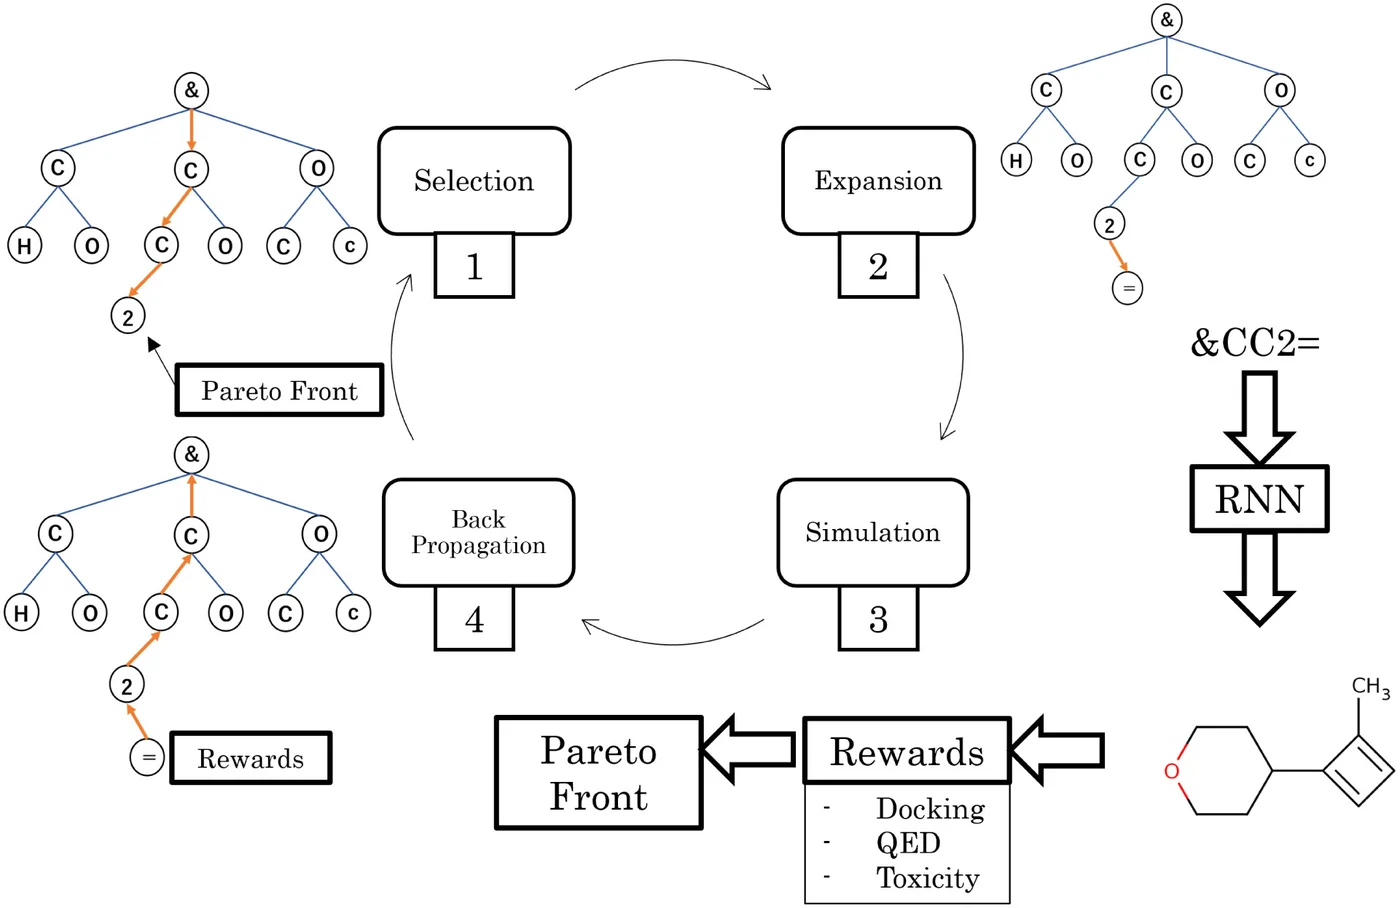 &
C C O
H O C O C c
2
Pareto Front
Selection
1
Expansion
2
&
C C O
H O C O C c
2
=
&CC2=
RNN
Simulation
3
Back
Propagation
4
&
C C O
H O C O C c
2
=
Rewards
Pareto
Front
Rewards
- Docking
- QED
- Toxicity
CH3
O